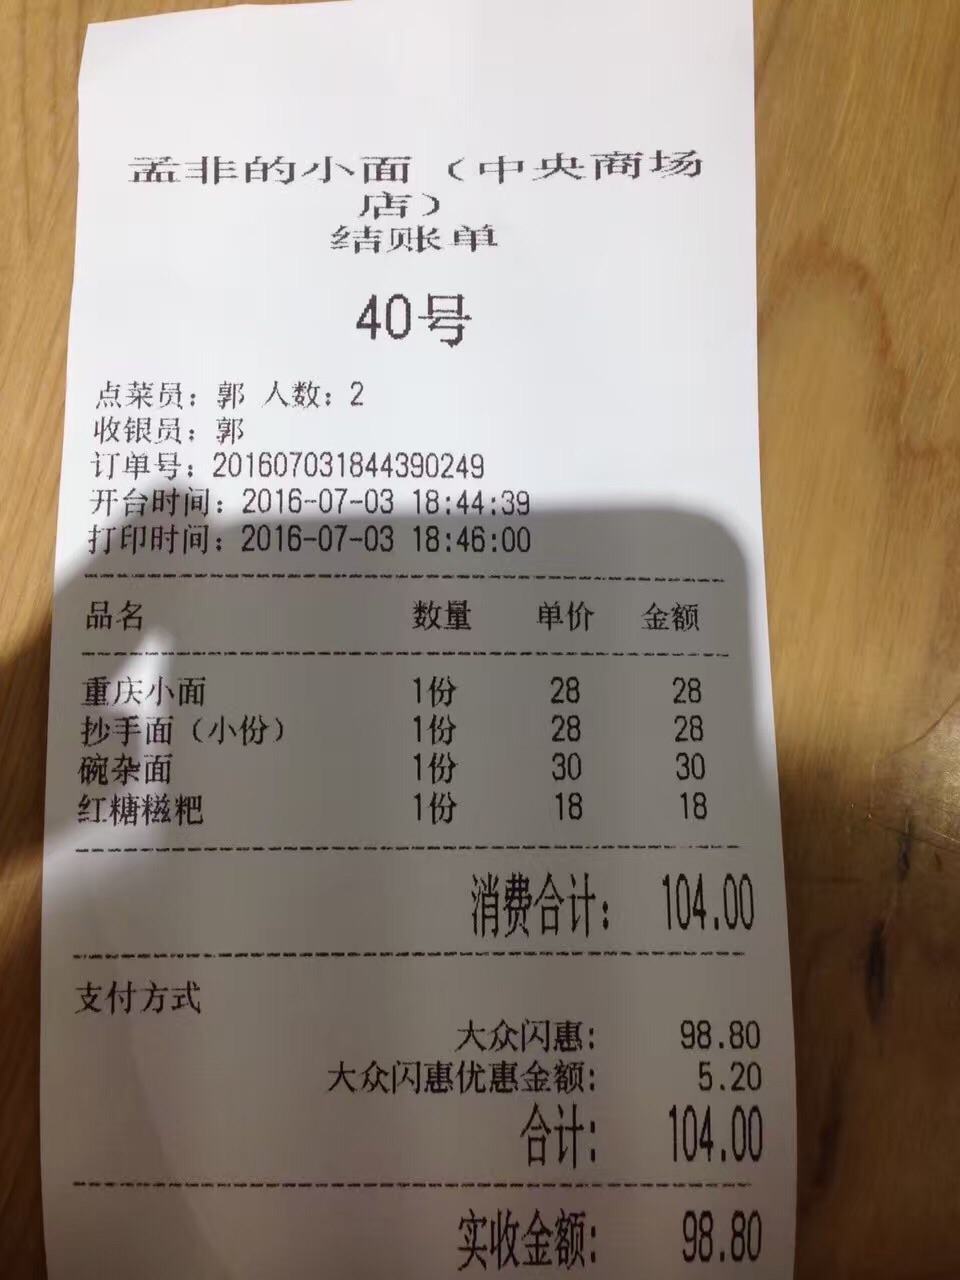 孟非的小面（中央商场
店）
结账单
40号
点菜员：郭 人数：2
收银员：郭
订单号：201607031844390249
开台时间：2016-07-03 18:44:39
打印时间：2016-07-03 18:46:00
品名 数量 单价 金额
重庆小面 1份 28 28
抄手面（小份） 1份 28 28
碗杂面 1份 30 30
红糖糍粑 1份 18 18
消费合计： 104.00
支付方式
大众闪惠： 98.80
大众闪惠优惠金额： 5.20
合计： 104.00
实收金额： 98.80